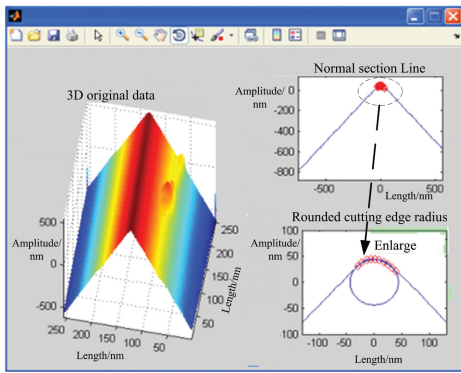 3D original data
Amplitude/
nm
500
0
-500
250
200
150
100
50
Length/nm
50
100
150
200
250
Length/nm
Normal section Line
Amplitude/
nm
0
-200
-400
-600
-800
-500
0
500
Length/nm
Rounded cutting edge radius
Amplitude/
nm
Enlarge
100
50
0
50
100
-100
-50
0
50
100
Length/nm